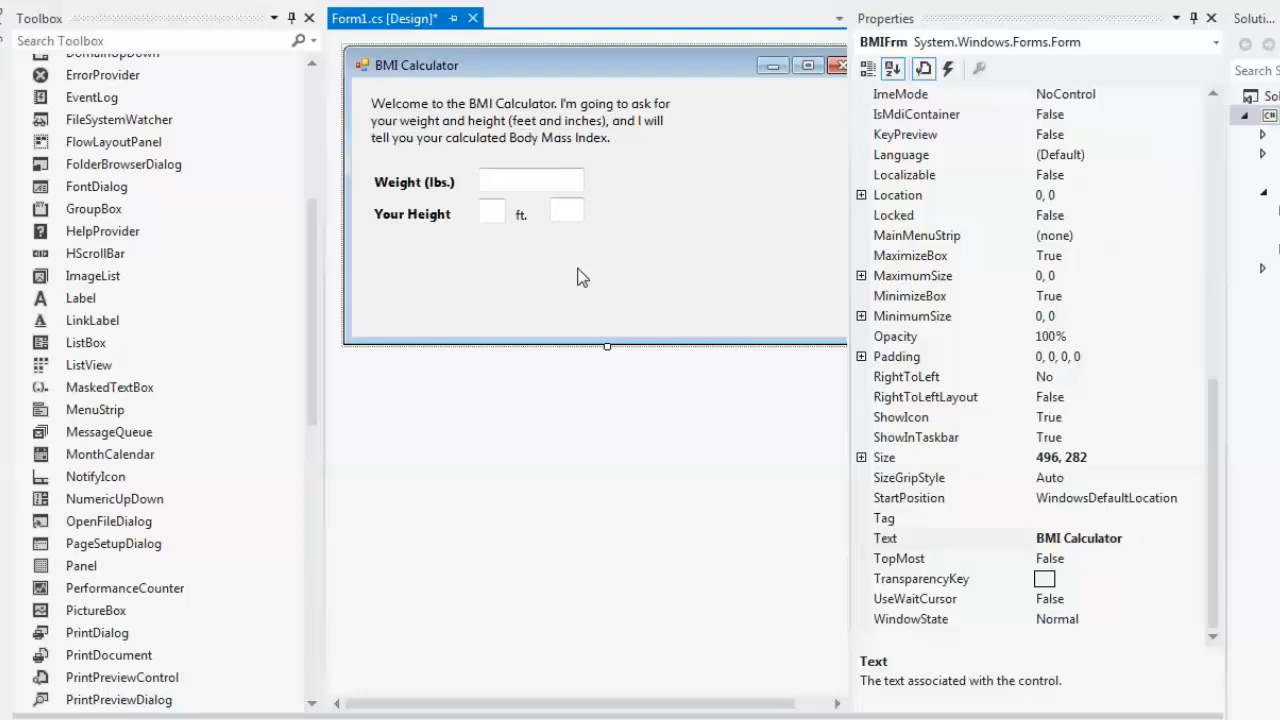 Toolbox
Search Toolbox
DomainUpDown
ErrorProvider
EventLog
FileSystemWatcher
FlowLayoutPanel
FolderBrowserDialog
FontDialog
GroupBox
HelpProvider
HScrollBar
ImageList
Label
LinkLabel
ListBox
ListView
MaskedTextBox
MenuStrip
MessageQueue
MonthCalendar
NotifyIcon
NumericUpDown
OpenFileDialog
PageSetupDialog
Panel
PerformanceCounter
PictureBox
PrintDialog
PrintDocument
PrintPreviewControl
PrintPreviewDialog
Form1.cs [Design]*
BMI Calculator
Welcome to the BMI Calculator. I'm going to ask for
your weight and height (feet and inches), and I will
tell you your calculated Body Mass Index.
Weight (lbs.)
Your Height ft.
Properties
BMIFrm System.Windows.Forms.Form
ImeMode NoControl
IsMdiContainer False
KeyPreview False
Language (Default)
Localizable False
Location 0, 0
Locked False
MainMenuStrip (none)
MaximizeBox True
MaximumSize 0, 0
MinimizeBox True
MinimumSize 0, 0
Opacity 100%
Padding 0, 0, 0, 0
RightToLeft No
RightToLeftLayout False
ShowIcon True
ShowInTaskbar True
Size 496, 282
SizeGripStyle Auto
StartPosition WindowsDefaultLocation
Tag
Text BMI Calculator
TopMost False
TransparencyKey
UseWaitCursor False
WindowState Normal
Text
The text associated with the control.
Soluti...
Search S
Sol
C#